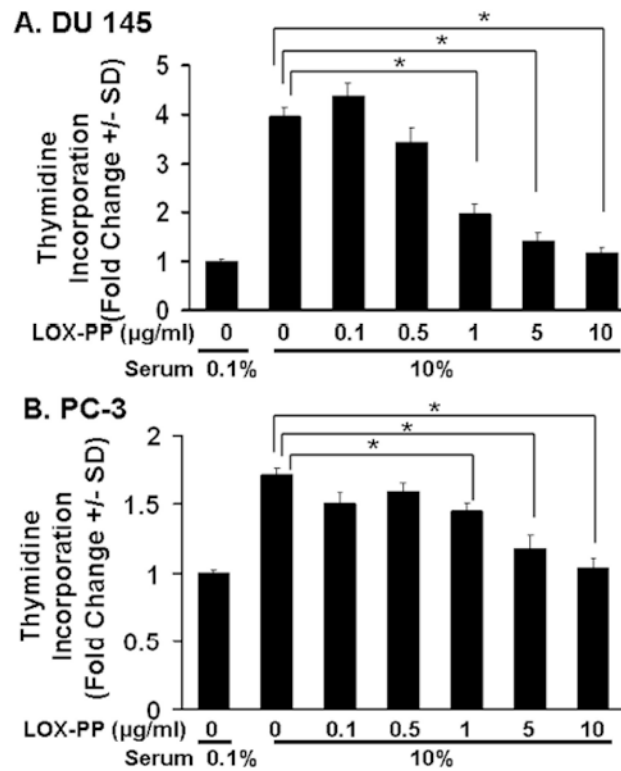 A. DU 145
*
*
*
Thymidine
Incorporation
(Fold Change +/- SD)
5
4
3
2
1
0
LOX-PP (µg/ml) 0 0 0.1 0.5 1 5 10
Serum 0.1% 10%
B. PC-3
*
*
*
Thymidine
Incorporation
(Fold Change +/- SD)
2
1.5
1
0.5
0
LOX-PP (µg/ml) 0 0 0.1 0.5 1 5 10
Serum 0.1% 10%